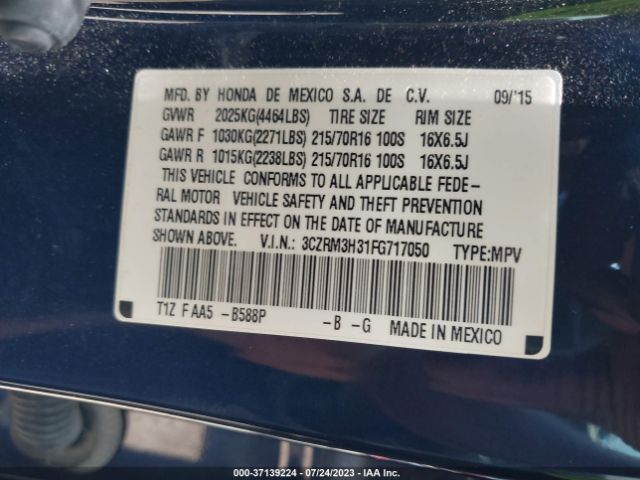 MFD. BY HONDA DE MEXICO S.A. DE C.V. 09/'15
GVWR 2025KG(4464LBS) TIRE SIZE RIM SIZE
GAWR F 1030KG(2271LBS) 215/70R16 100S 16X6.5J
GAWR R 1015KG(2238LBS) 215/70R16 100S 16X6.5J
THIS VEHICLE CONFORMS TO ALL APPLICABLE FEDE-
RAL MOTOR VEHICLE SAFETY AND THEFT PREVENTION
STANDARDS IN EFFECT ON THE DATE OF MANUFACTURE
SHOWN ABOVE. V.I.N.: 3CZRM3H31FG717050 TYPE:MPV
T1Z F AA5 -B588P -B -G MADE IN MEXICO
000-37139224 - 07/24/2023 - IAA Inc.